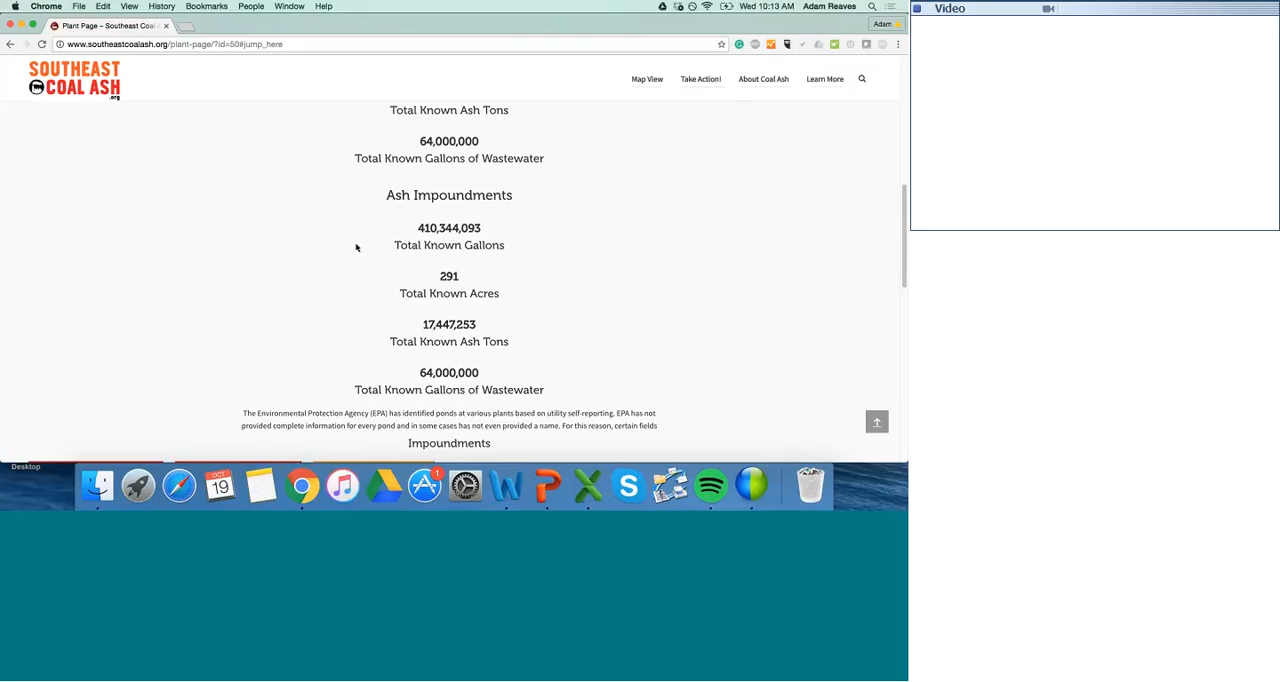 Chrome File Edit View History Bookmarks People Window Help
Wed 10:13 AM Adam Reaves
Video
Plant Page – Southeast Coal
Adam
www.southeastcoalash.org/plant-page/?id=50#jump_here
SOUTHEAST
COAL ASH
.org
Map View Take Action! About Coal Ash Learn More
Total Known Ash Tons
64,000,000
Total Known Gallons of Wastewater
Ash Impoundments
410,344,093
Total Known Gallons
291
Total Known Acres
17,447,253
Total Known Ash Tons
64,000,000
Total Known Gallons of Wastewater
The Environmental Protection Agency (EPA) has identified ponds at various plants based on utility self-reporting. EPA has not
provided complete information for every pond and in some cases has not even provided a name. For this reason, certain fields
Impoundments
Desktop
OCT
19
1